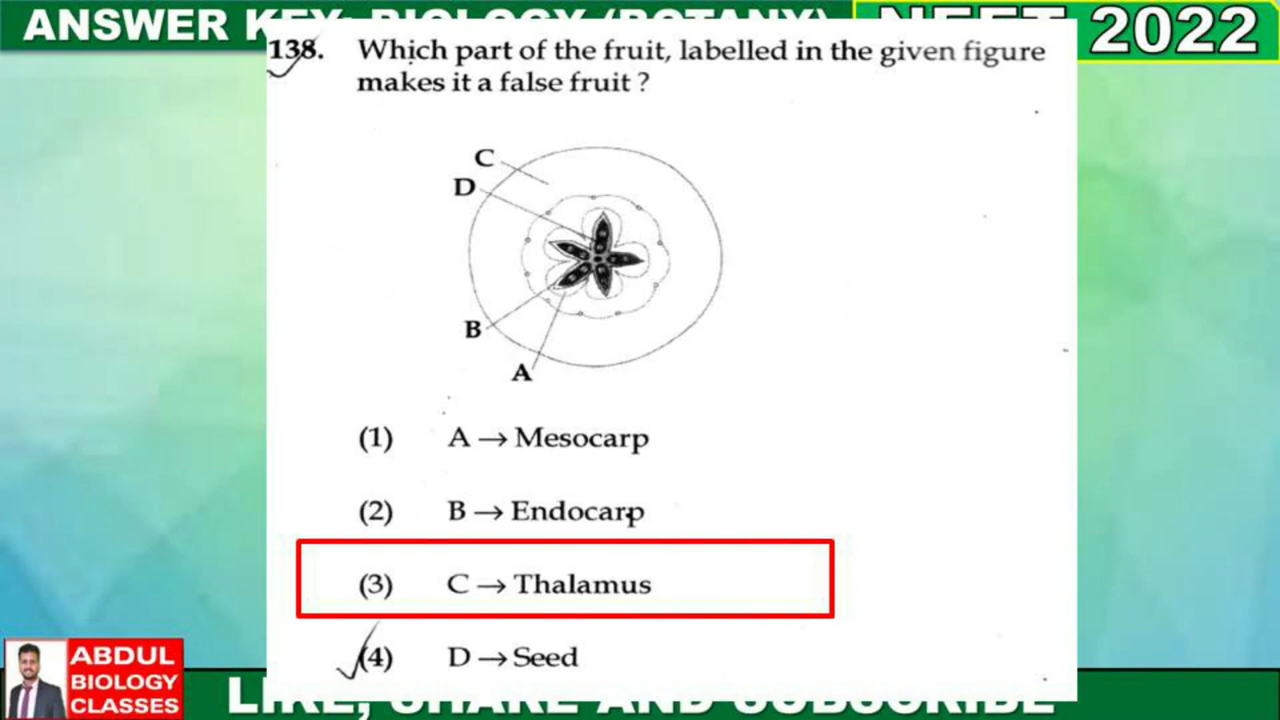 ANSWER KEY: BIOLOGY (BOTANY) NEET 2022
138. Which part of the fruit, labelled in the given figure
makes it a false fruit ?
C
D
B
A
(1) A → Mesocarp
(2) B → Endocarp
(3) C → Thalamus
(4) D → Seed
ABDUL
BIOLOGY
CLASSES
LIKE, SHARE AND SUBSCRIBE